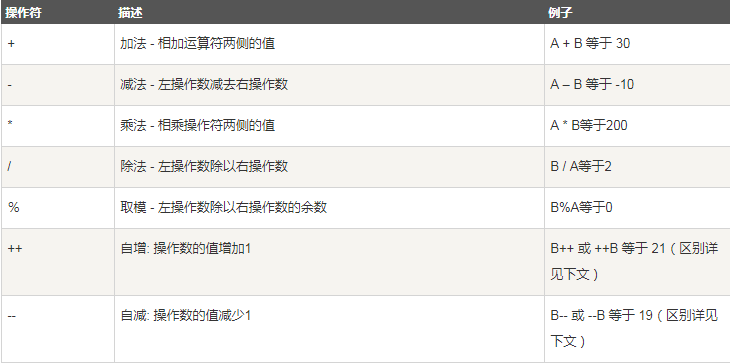 操作符 描述 例子
+ 加法 - 相加运算符两侧的值 A + B 等于 30
- 减法 - 左操作数减去右操作数 A – B 等于 -10
* 乘法 - 相乘操作符两侧的值 A * B等于200
/ 除法 - 左操作数除以右操作数 B / A等于2
% 取模 - 左操作数除以右操作数的余数 B%A等于0
++ 自增: 操作数的值增加1 B++ 或 ++B 等于 21（区别详
见下文）
-- 自减: 操作数的值减少1 B-- 或 --B 等于 19（区别详见
下文）